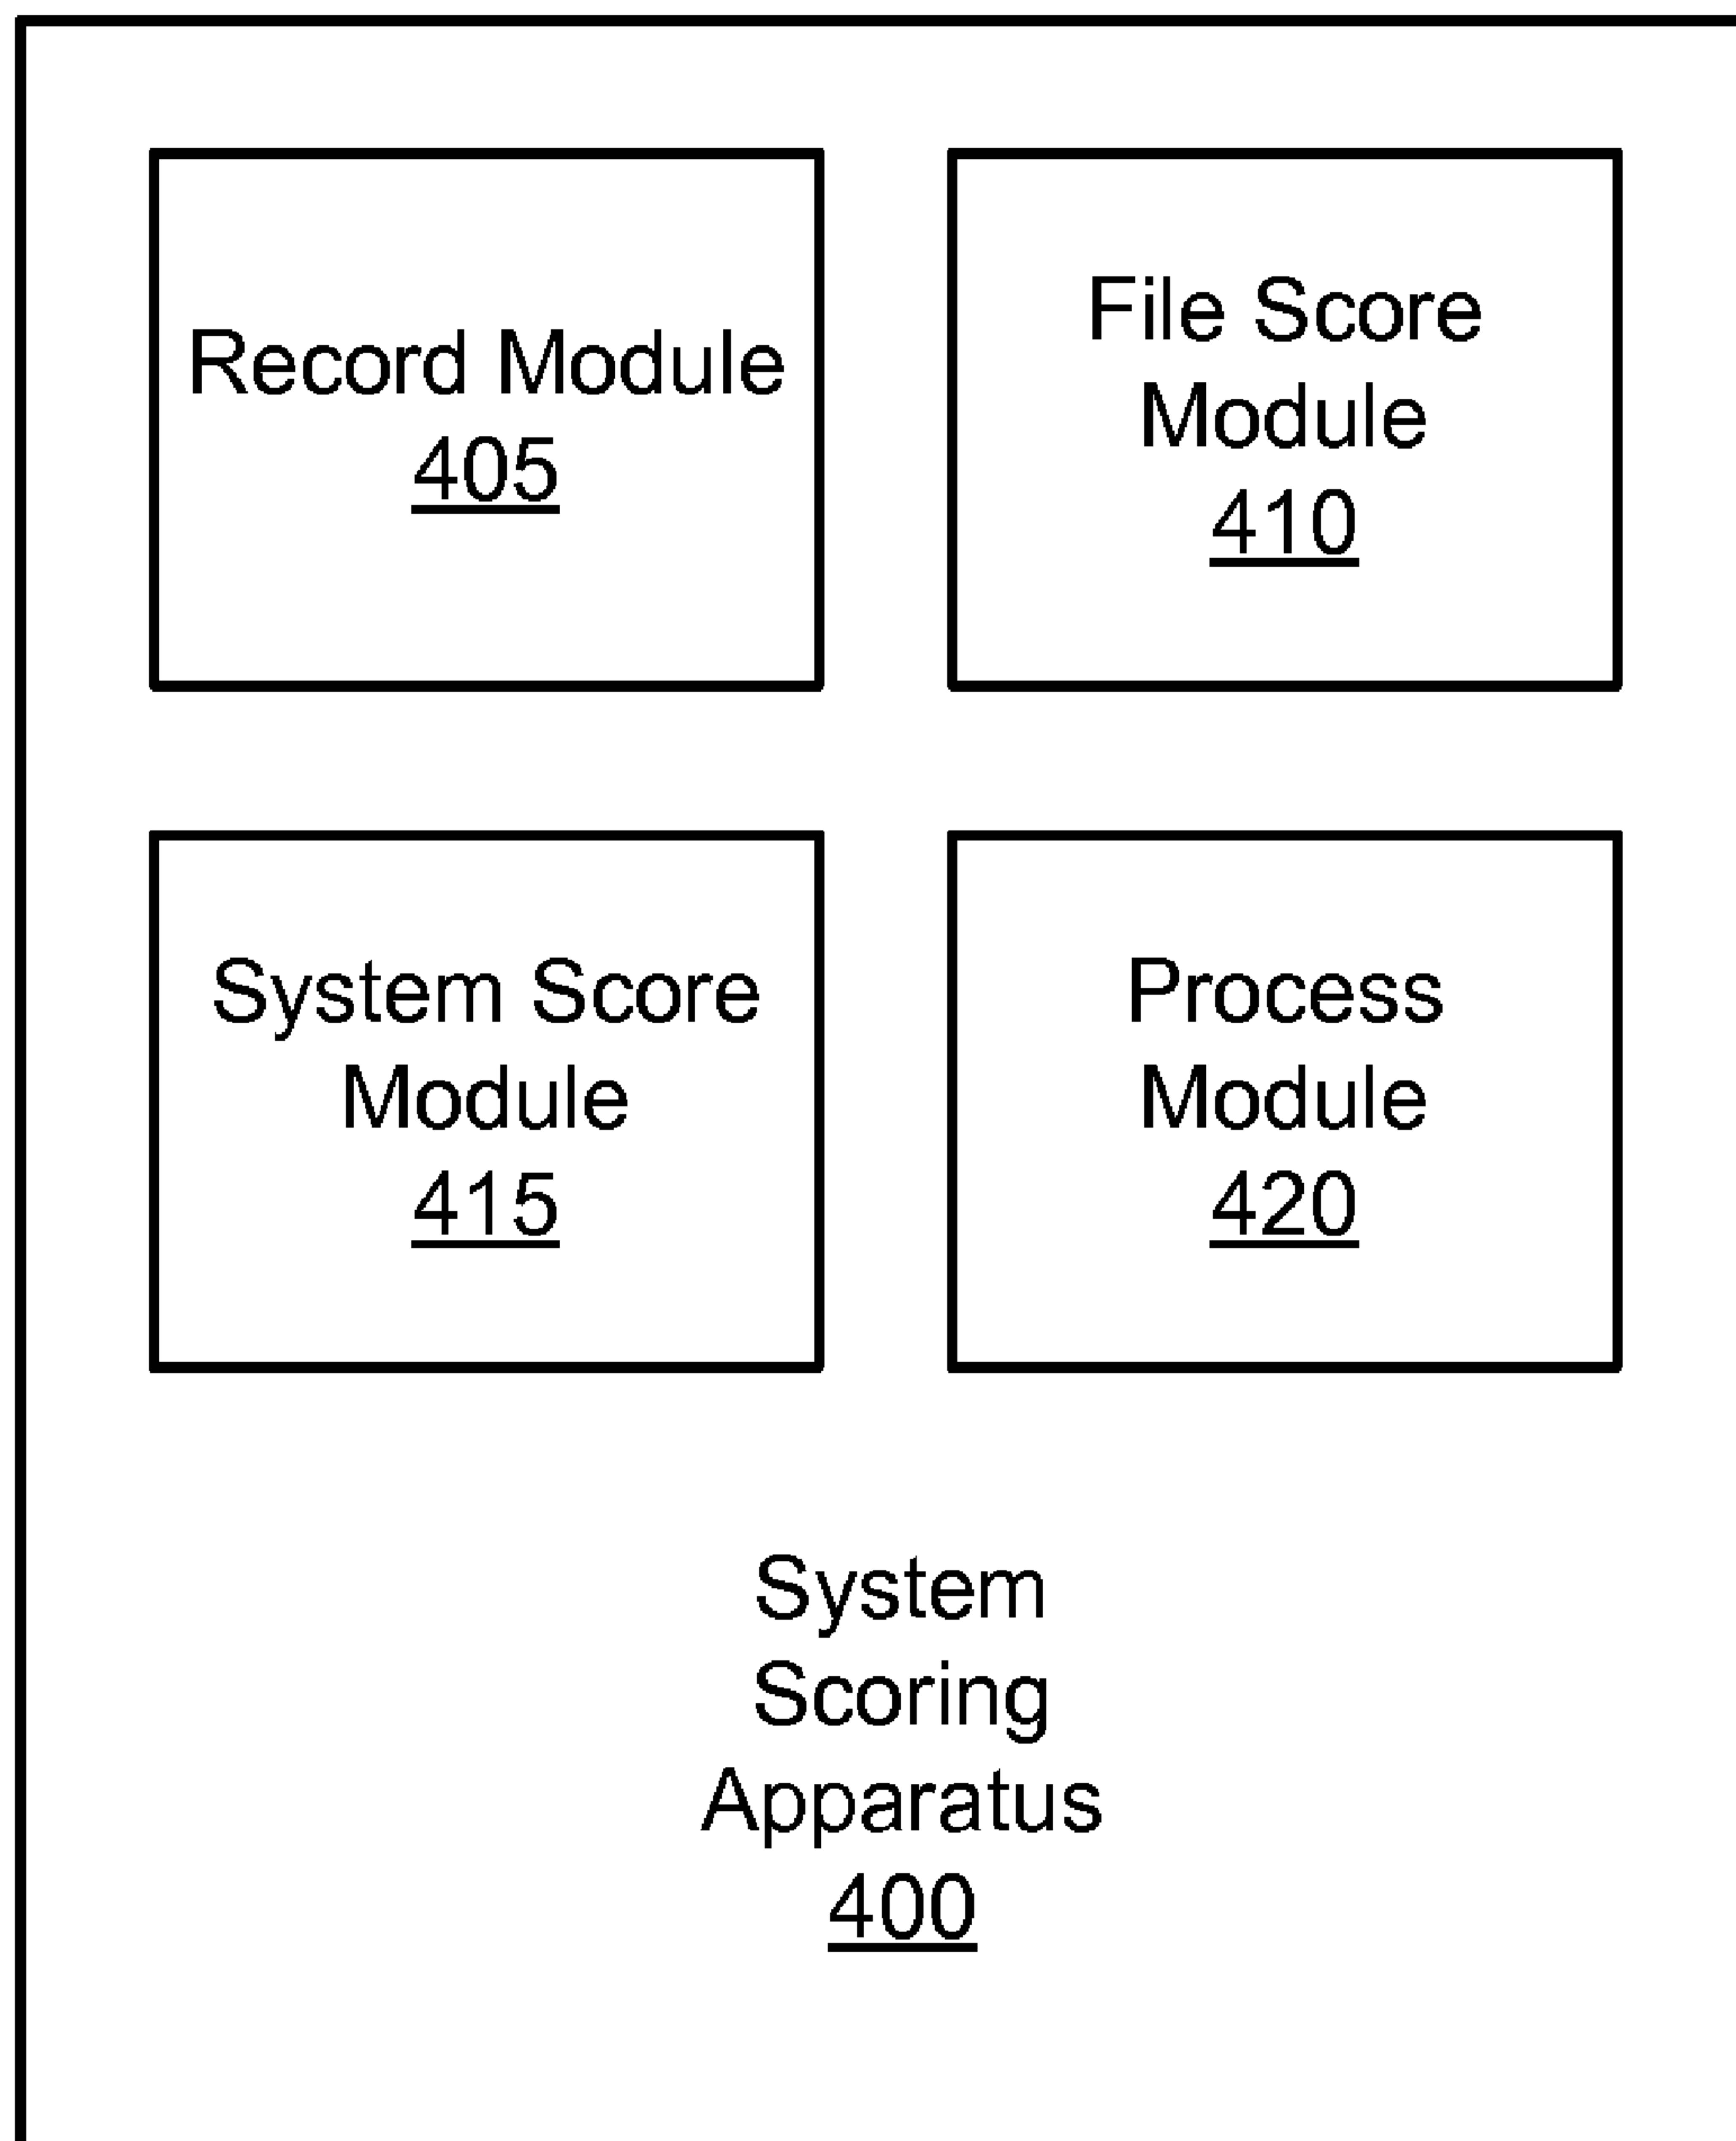 Record Module
405
File Score
Module
410
System Score
Module
415
Process
Module
420
System
Scoring
Apparatus
400